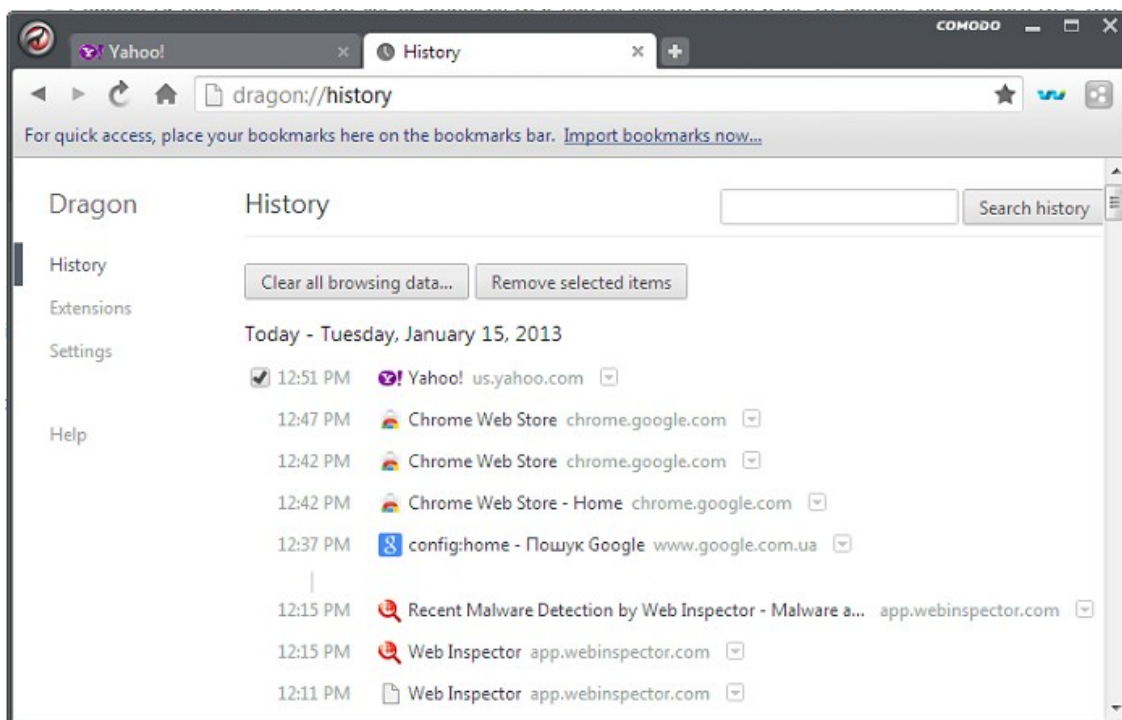 COMODO
Yahoo!
History
dragon://history
For quick access, place your bookmarks here on the bookmarks bar. Import bookmarks now...
Dragon
History
Search history
History
Extensions
Settings
Help
Clear all browsing data... Remove selected items
Today - Tuesday, January 15, 2013
12:51 PM Y! Yahoo! us.yahoo.com
12:47 PM Chrome Web Store chrome.google.com
12:42 PM Chrome Web Store chrome.google.com
12:42 PM Chrome Web Store - Home chrome.google.com
12:37 PM 8 config:home - Пошук Google www.google.com.ua
12:15 PM Recent Malware Detection by Web Inspector - Malware a... app.webinspector.com
12:15 PM Web Inspector app.webinspector.com
12:11 PM Web Inspector app.webinspector.com